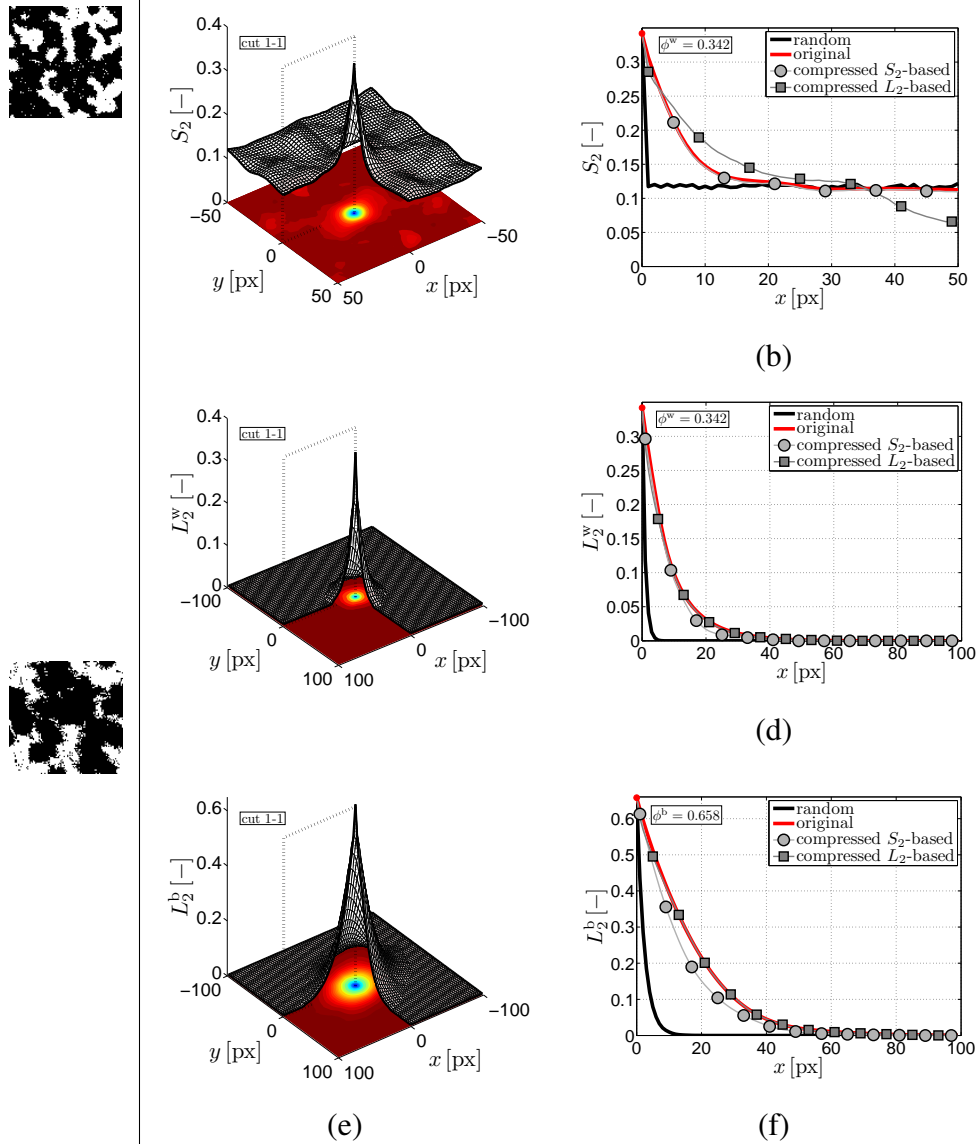 0.4
0.3
0.2
0.1
0
S₂ [−]
cut 1-1
−50
0
50
y [px]
50
0
−50
x [px]
0.3
0.25
0.2
0.15
0.1
0.05
0
S₂ [−]
ϕʷ = 0.342
random
original
compressed S₂-based
compressed L₂-based
0 10 20 30 40 50
x [px]
(b)
0.4
0.3
0.2
0.1
0
L₂ʷ [−]
cut 1-1
−100
0
100
y [px]
100
0
−100
x [px]
0.3
0.25
0.2
0.15
0.1
0.05
0
L₂ʷ [−]
ϕʷ = 0.342
random
original
compressed S₂-based
compressed L₂-based
0 20 40 60 80 100
x [px]
(d)
0.6
0.4
0.2
0
L₂ᵇ [−]
cut 1-1
−100
0
100
y [px]
100
0
−100
x [px]
(e)
0.6
0.5
0.4
0.3
0.2
0.1
0
L₂ᵇ [−]
ϕᵇ = 0.658
random
original
compressed S₂-based
compressed L₂-based
0 20 40 60 80 100
x [px]
(f)